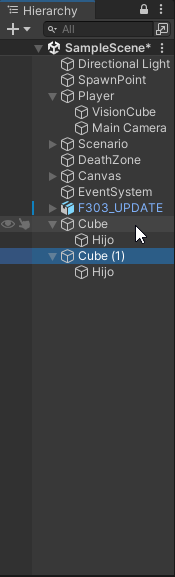 Hierarchy
All
SampleScene*
Directional Light
SpawnPoint
Player
VisionCube
Main Camera
Scenario
DeathZone
Canvas
EventSystem
F303_UPDATE
Cube
Hijo
Cube (1)
Hijo